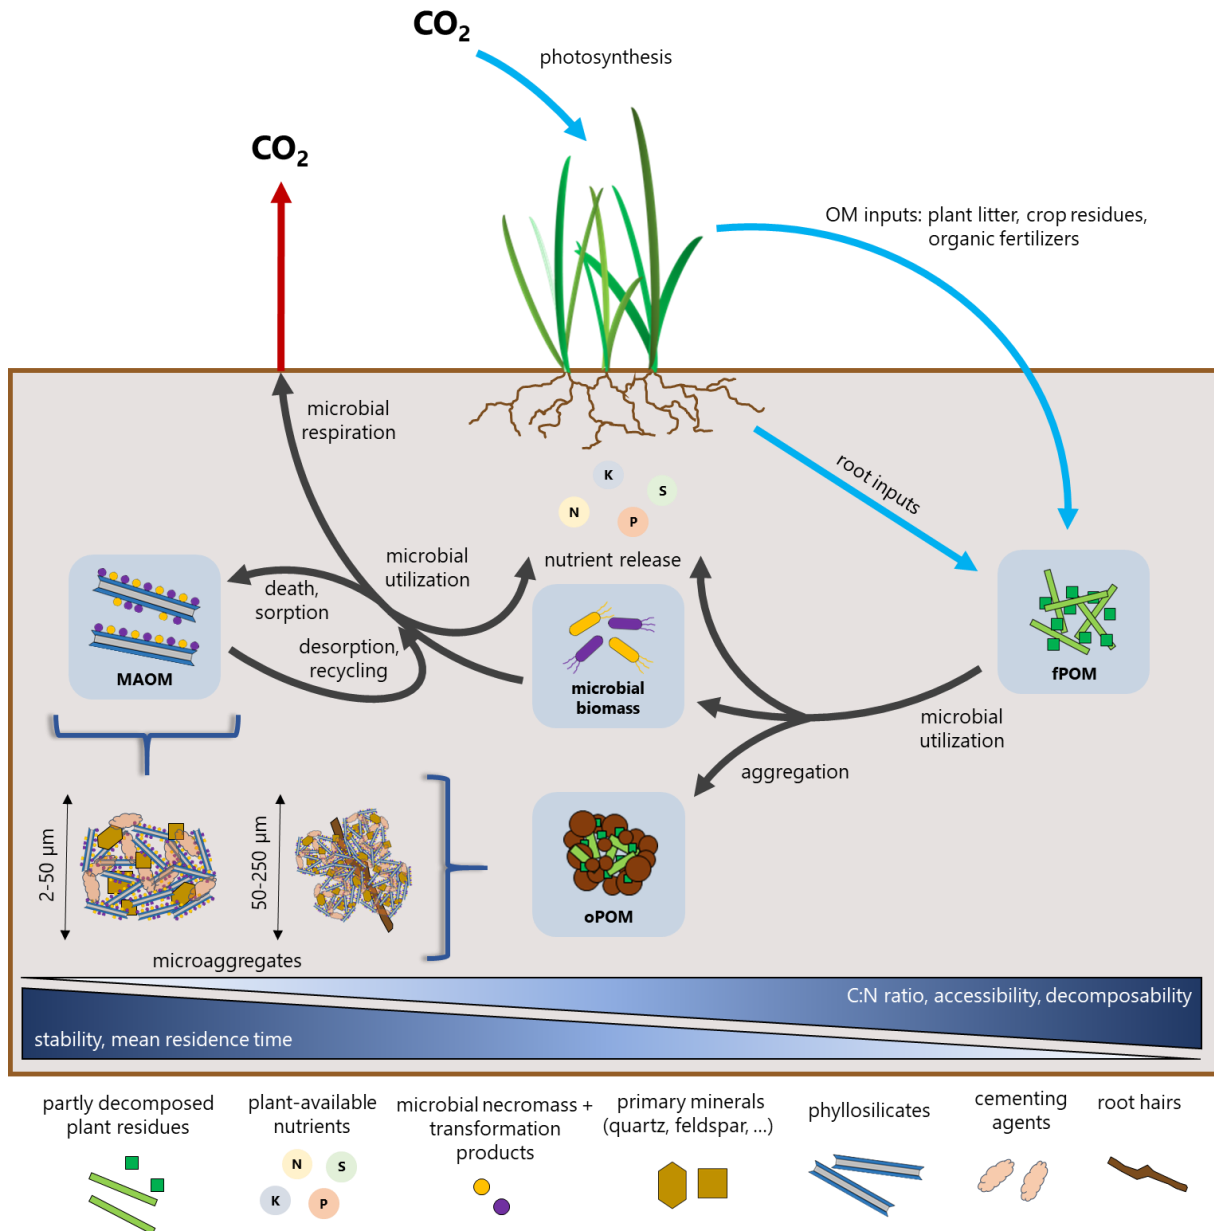 CO2
photosynthesis
CO2
OM inputs: plant litter, crop residues,
organic fertilizers
microbial
respiration
root inputs
K
S
N
P
microbial
utilization
nutrient release
death,
sorption
desorption,
recycling
MAOM
microbial
biomass
fPOM
microbial
utilization
aggregation
2-50 µm
50-250 µm
oPOM
microaggregates
C:N ratio, accessibility, decomposability
stability, mean residence time
partly decomposed
plant residues
plant-available
nutrients
N
S
K
P
microbial necromass +
transformation
products
primary minerals
(quartz, feldspar, ...)
phyllosilicates
cementing
agents
root hairs